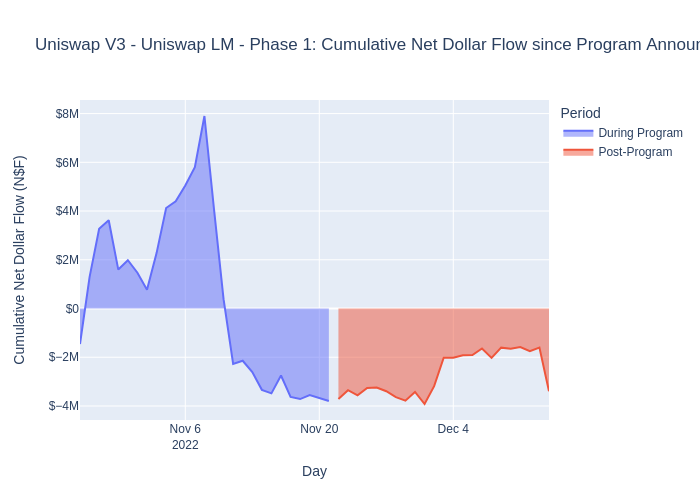 Uniswap V3 - Uniswap LM - Phase 1: Cumulative Net Dollar Flow since Program
Period
During Program
Post-Program
Cumulative Net Dollar Flow (N$F)
$8M
$6M
$4M
$2M
$0
$−2M
$−4M
Nov 6
2022
Nov 20
Dec 4
Day